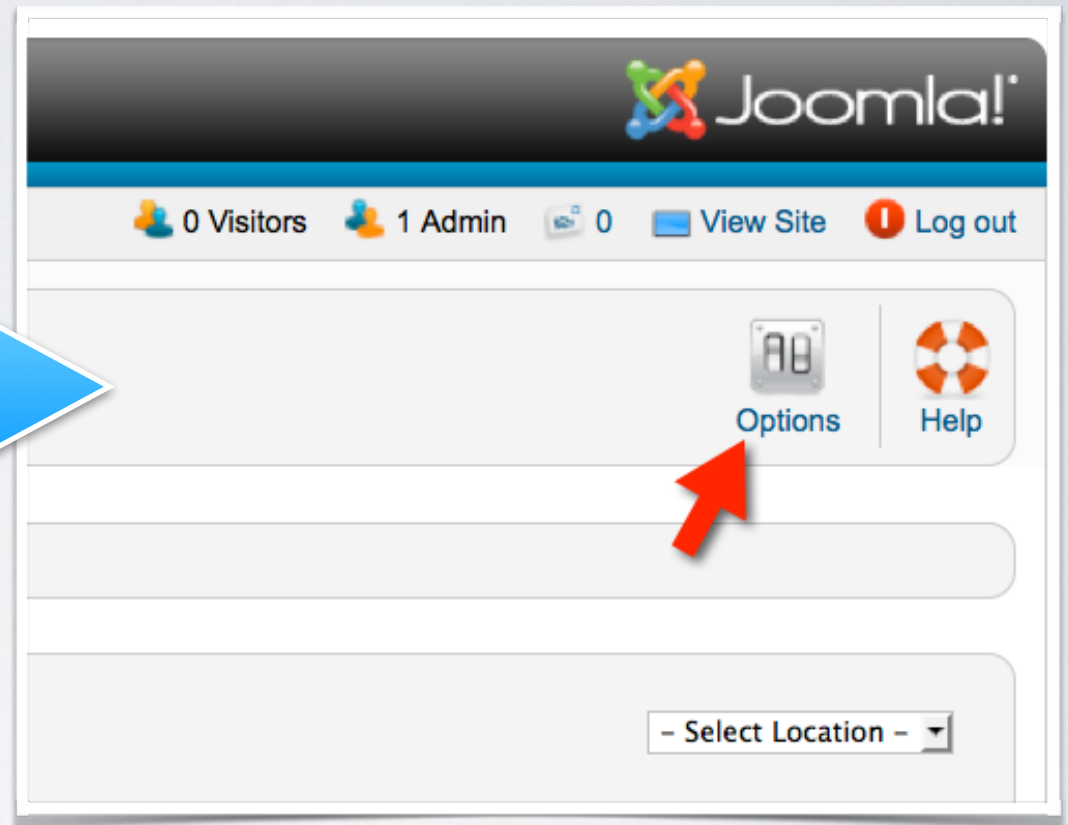 Joomla!
0 Visitors 1 Admin 0 View Site Log out
Options Help
– Select Location –